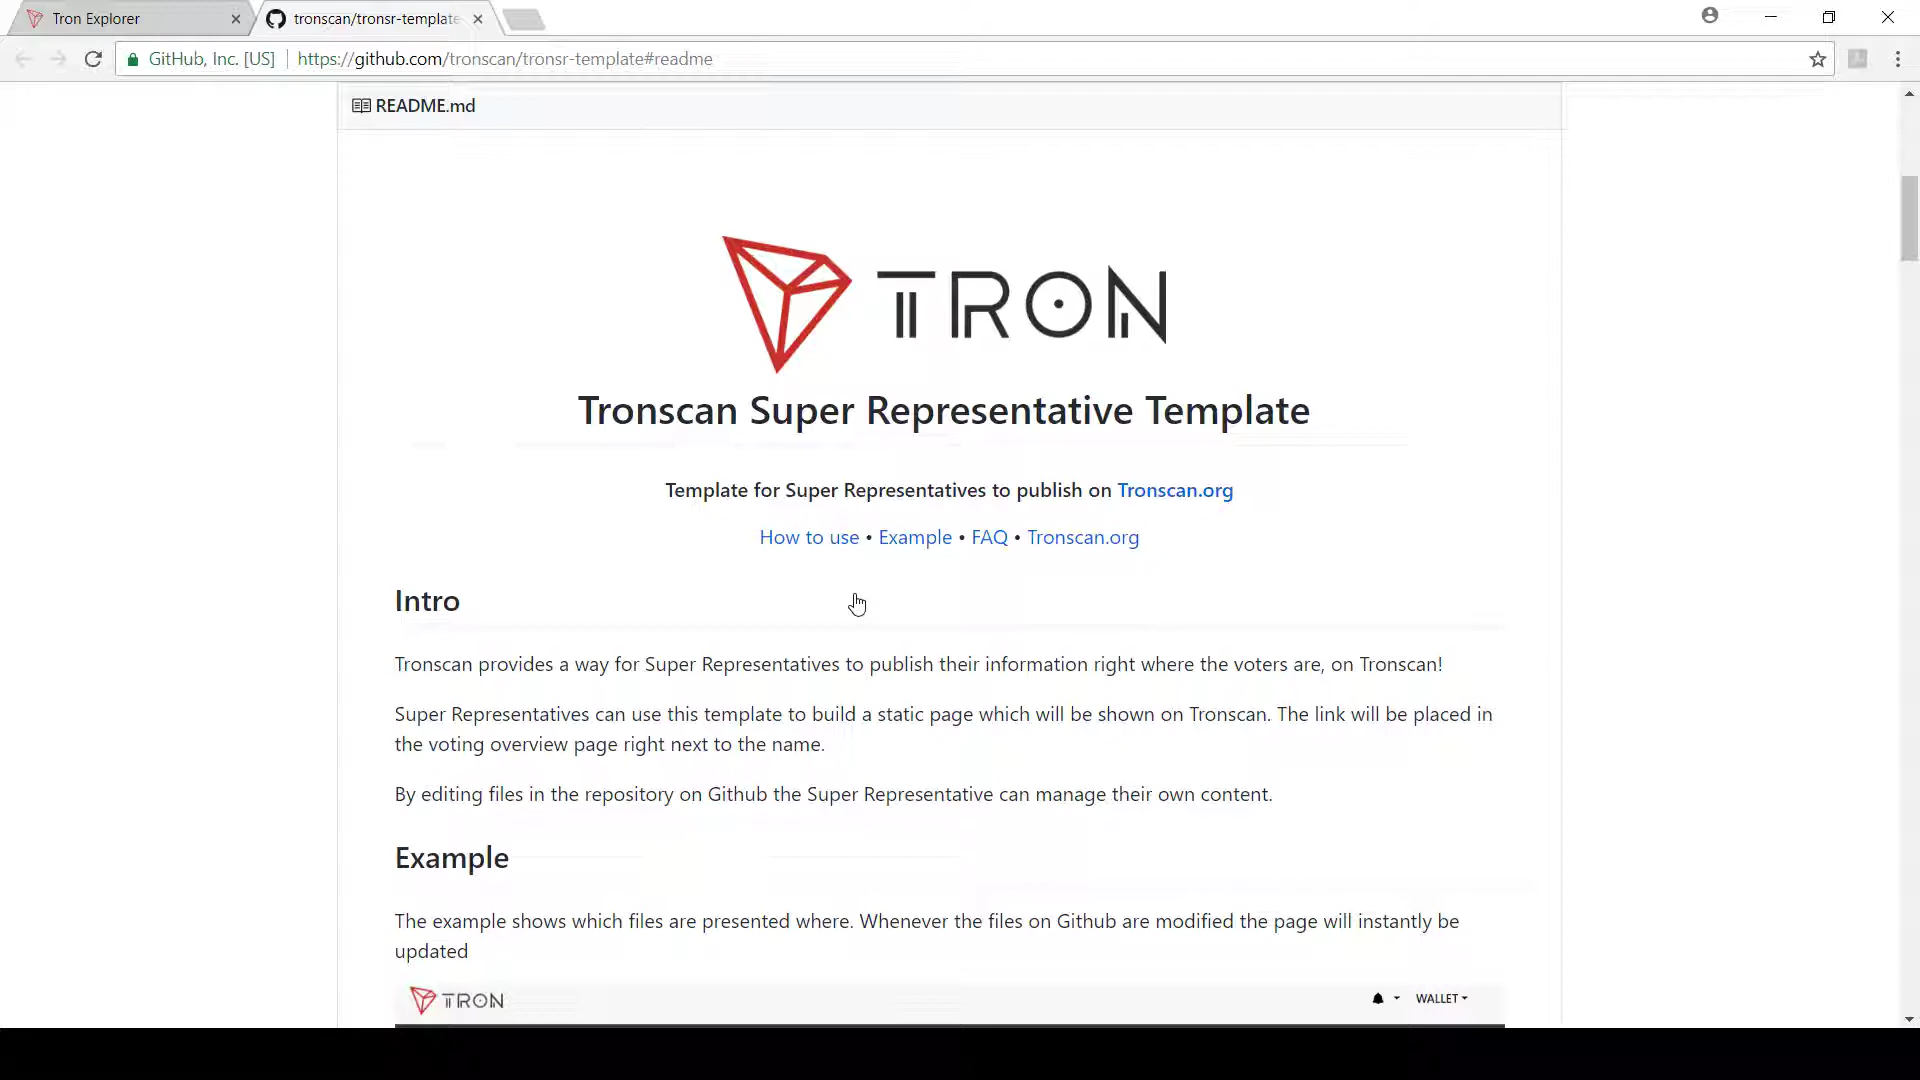 Tron Explorer
tronscan/tronsr-template
GitHub, Inc. [US]
https://github.com/tronscan/tronsr-template#readme
README.md
TRON
Tronscan Super Representative Template
Template for Super Representatives to publish on Tronscan.org
How to use • Example • FAQ • Tronscan.org
Intro
Tronscan provides a way for Super Representatives to publish their information right where the voters are, on Tronscan!
Super Representatives can use this template to build a static page which will be shown on Tronscan. The link will be placed in
the voting overview page right next to the name.
By editing files in the repository on Github the Super Representative can manage their own content.
Example
The example shows which files are presented where. Whenever the files on Github are modified the page will instantly be
updated
TRON
WALLET